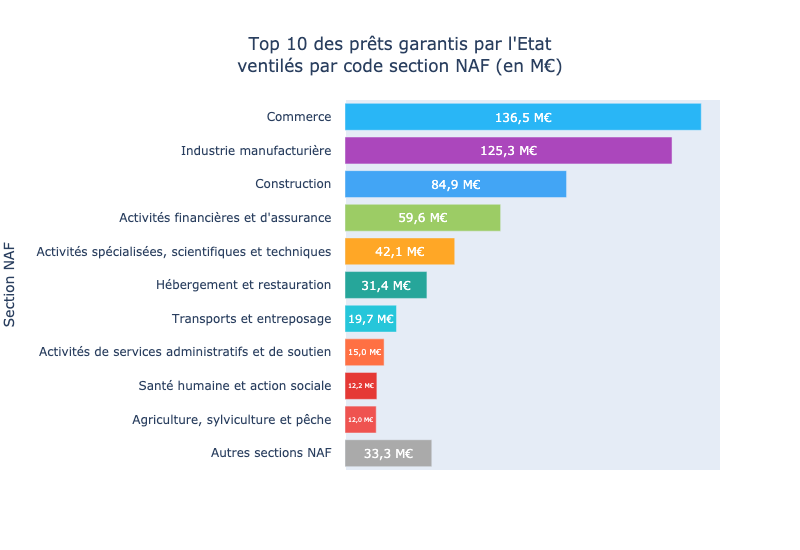 Top 10 des prêts garantis par l'Etat
ventilés par code section NAF (en M€)
Section NAF
Commerce 136,5 M€
Industrie manufacturière 125,3 M€
Construction 84,9 M€
Activités financières et d'assurance 59,6 M€
Activités spécialisées, scientifiques et techniques 42,1 M€
Hébergement et restauration 31,4 M€
Transports et entreposage 19,7 M€
Activités de services administratifs et de soutien 15,0 M€
Santé humaine et action sociale 12,2 M€
Agriculture, sylviculture et pêche 12,0 M€
Autres sections NAF 33,3 M€